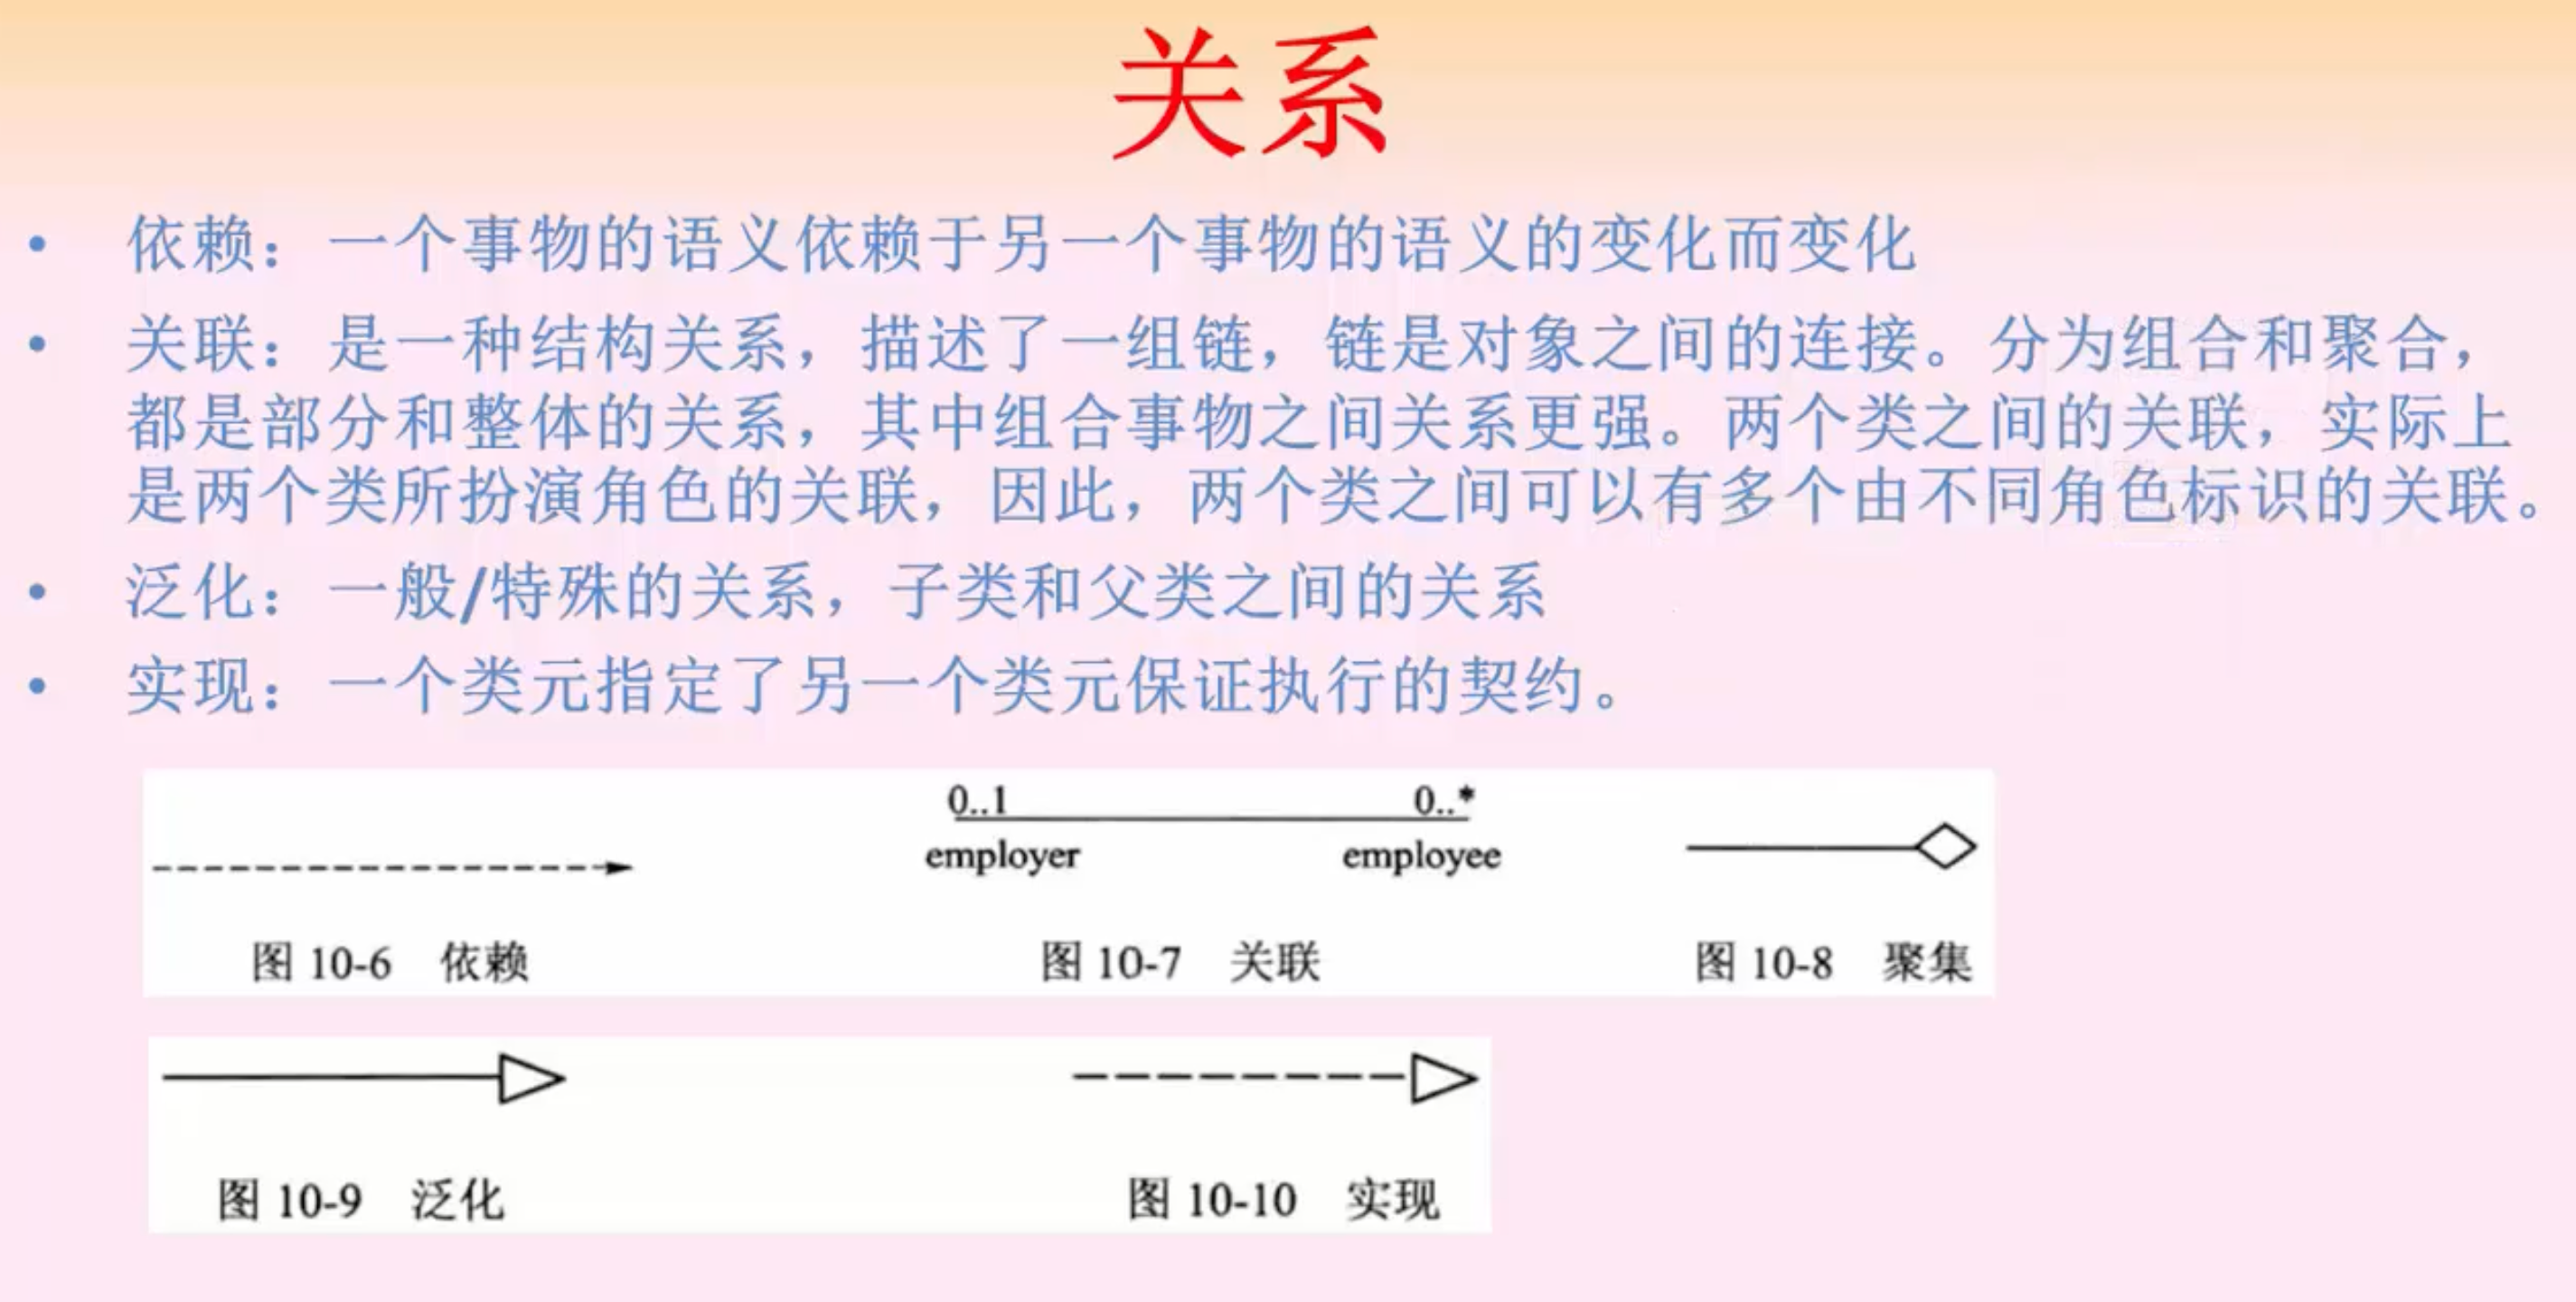 关系
• 依赖：一个事物的语义依赖于另一个事物的语义的变化而变化
• 关联：是一种结构关系，描述了一组链，链是对象之间的连接。分为组合和聚合，
都是部分和整体的关系，其中组合事物之间关系更强。两个类之间的关联，实际上
是两个类所扮演角色的关联，因此，两个类之间可以有多个由不同角色标识的关联。
• 泛化：一般/特殊的关系，子类和父类之间的关系
• 实现：一个类元指定了另一个类元保证执行的契约。
0..1 0..*
employer employee
图 10-6 依赖 图 10-7 关联 图 10-8 聚集
图 10-9 泛化 图 10-10 实现